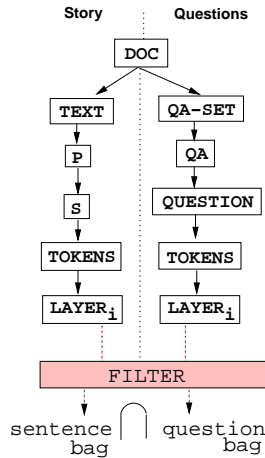 Story Questions
DOC
TEXT QA-SET
P QA
S QUESTION
TOKENS TOKENS
LAYERi LAYERi
FILTER
sentence bag ⋂ question bag